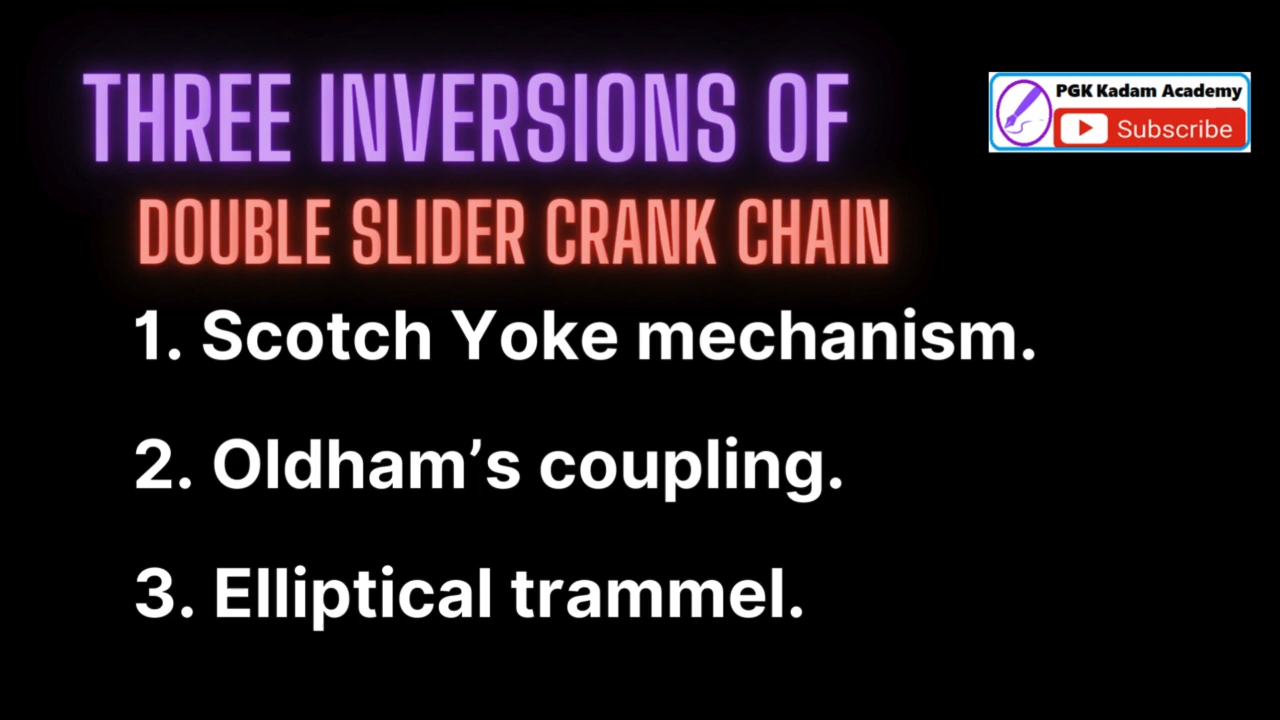 THREE INVERSIONS OF
PGK Kadam Academy
Subscribe
DOUBLE SLIDER CRANK CHAIN
1. Scotch Yoke mechanism.
2. Oldham’s coupling.
3. Elliptical trammel.